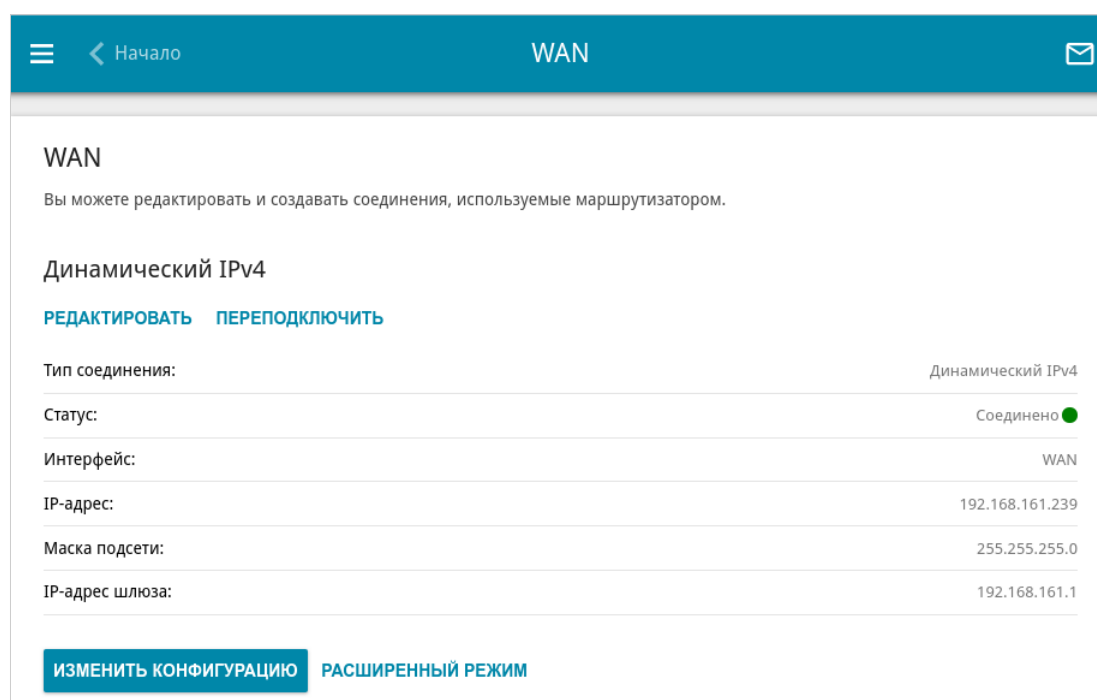 Начало WAN
WAN
Вы можете редактировать и создавать соединения, используемые маршрутизатором.
Динамический IPv4
РЕДАКТИРОВАТЬ ПЕРЕПОДКЛЮЧИТЬ
Тип соединения: Динамический IPv4
Статус: Соединено
Интерфейс: WAN
IP-адрес: 192.168.161.239
Маска подсети: 255.255.255.0
IP-адрес шлюза: 192.168.161.1
ИЗМЕНИТЬ КОНФИГУРАЦИЮ РАСШИРЕННЫЙ РЕЖИМ